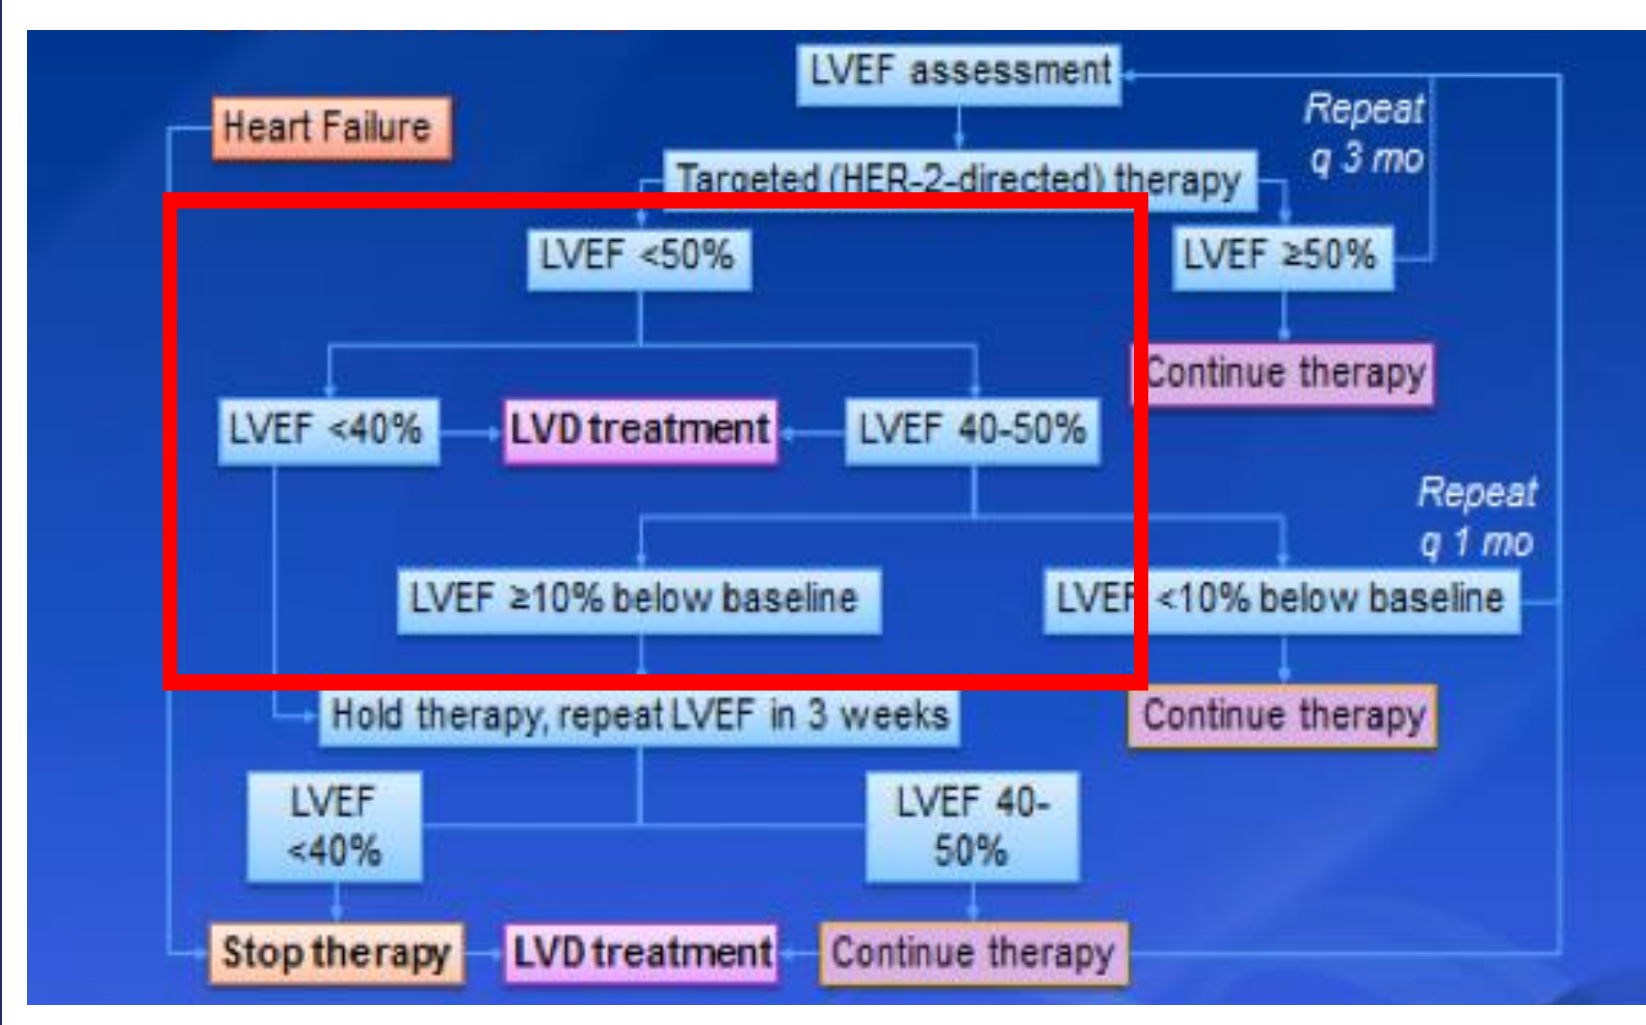 LVEF assessment
Heart Failure
Repeat
q 3 mo
Targeted (HER-2-directed) therapy
LVEF <50%
LVEF ≥50%
Continue therapy
LVEF <40%
LVD treatment
LVEF 40-50%
Repeat
q 1 mo
LVEF ≥10% below baseline
LVEF <10% below baseline
Hold therapy, repeat LVEF in 3 weeks
Continue therapy
LVEF
<40%
LVEF 40-
50%
Stop therapy
LVD treatment
Continue therapy